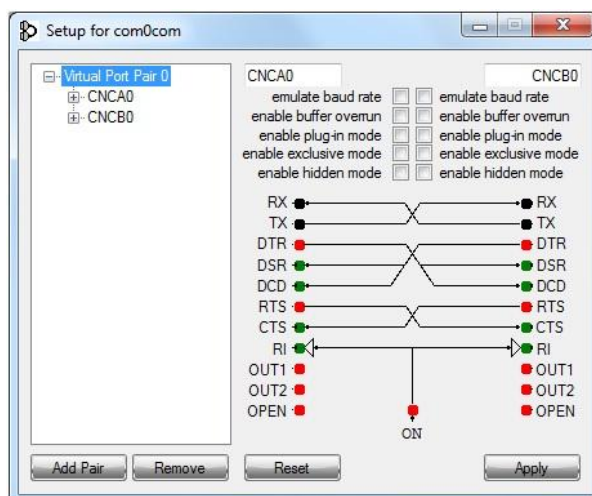 Setup for com0com
Virtual Port Pair 0
CNCA0
CNCB0
CNCA0 CNCB0
emulate baud rate emulate baud rate
enable buffer overrun enable buffer overrun
enable plug-in mode enable plug-in mode
enable exclusive mode enable exclusive mode
enable hidden mode enable hidden mode
RX RX
TX TX
DTR DTR
DSR DSR
DCD DCD
RTS RTS
CTS CTS
RI RI
OUT1 OUT1
OUT2 OUT2
OPEN OPEN
ON
Add Pair Remove Reset Apply